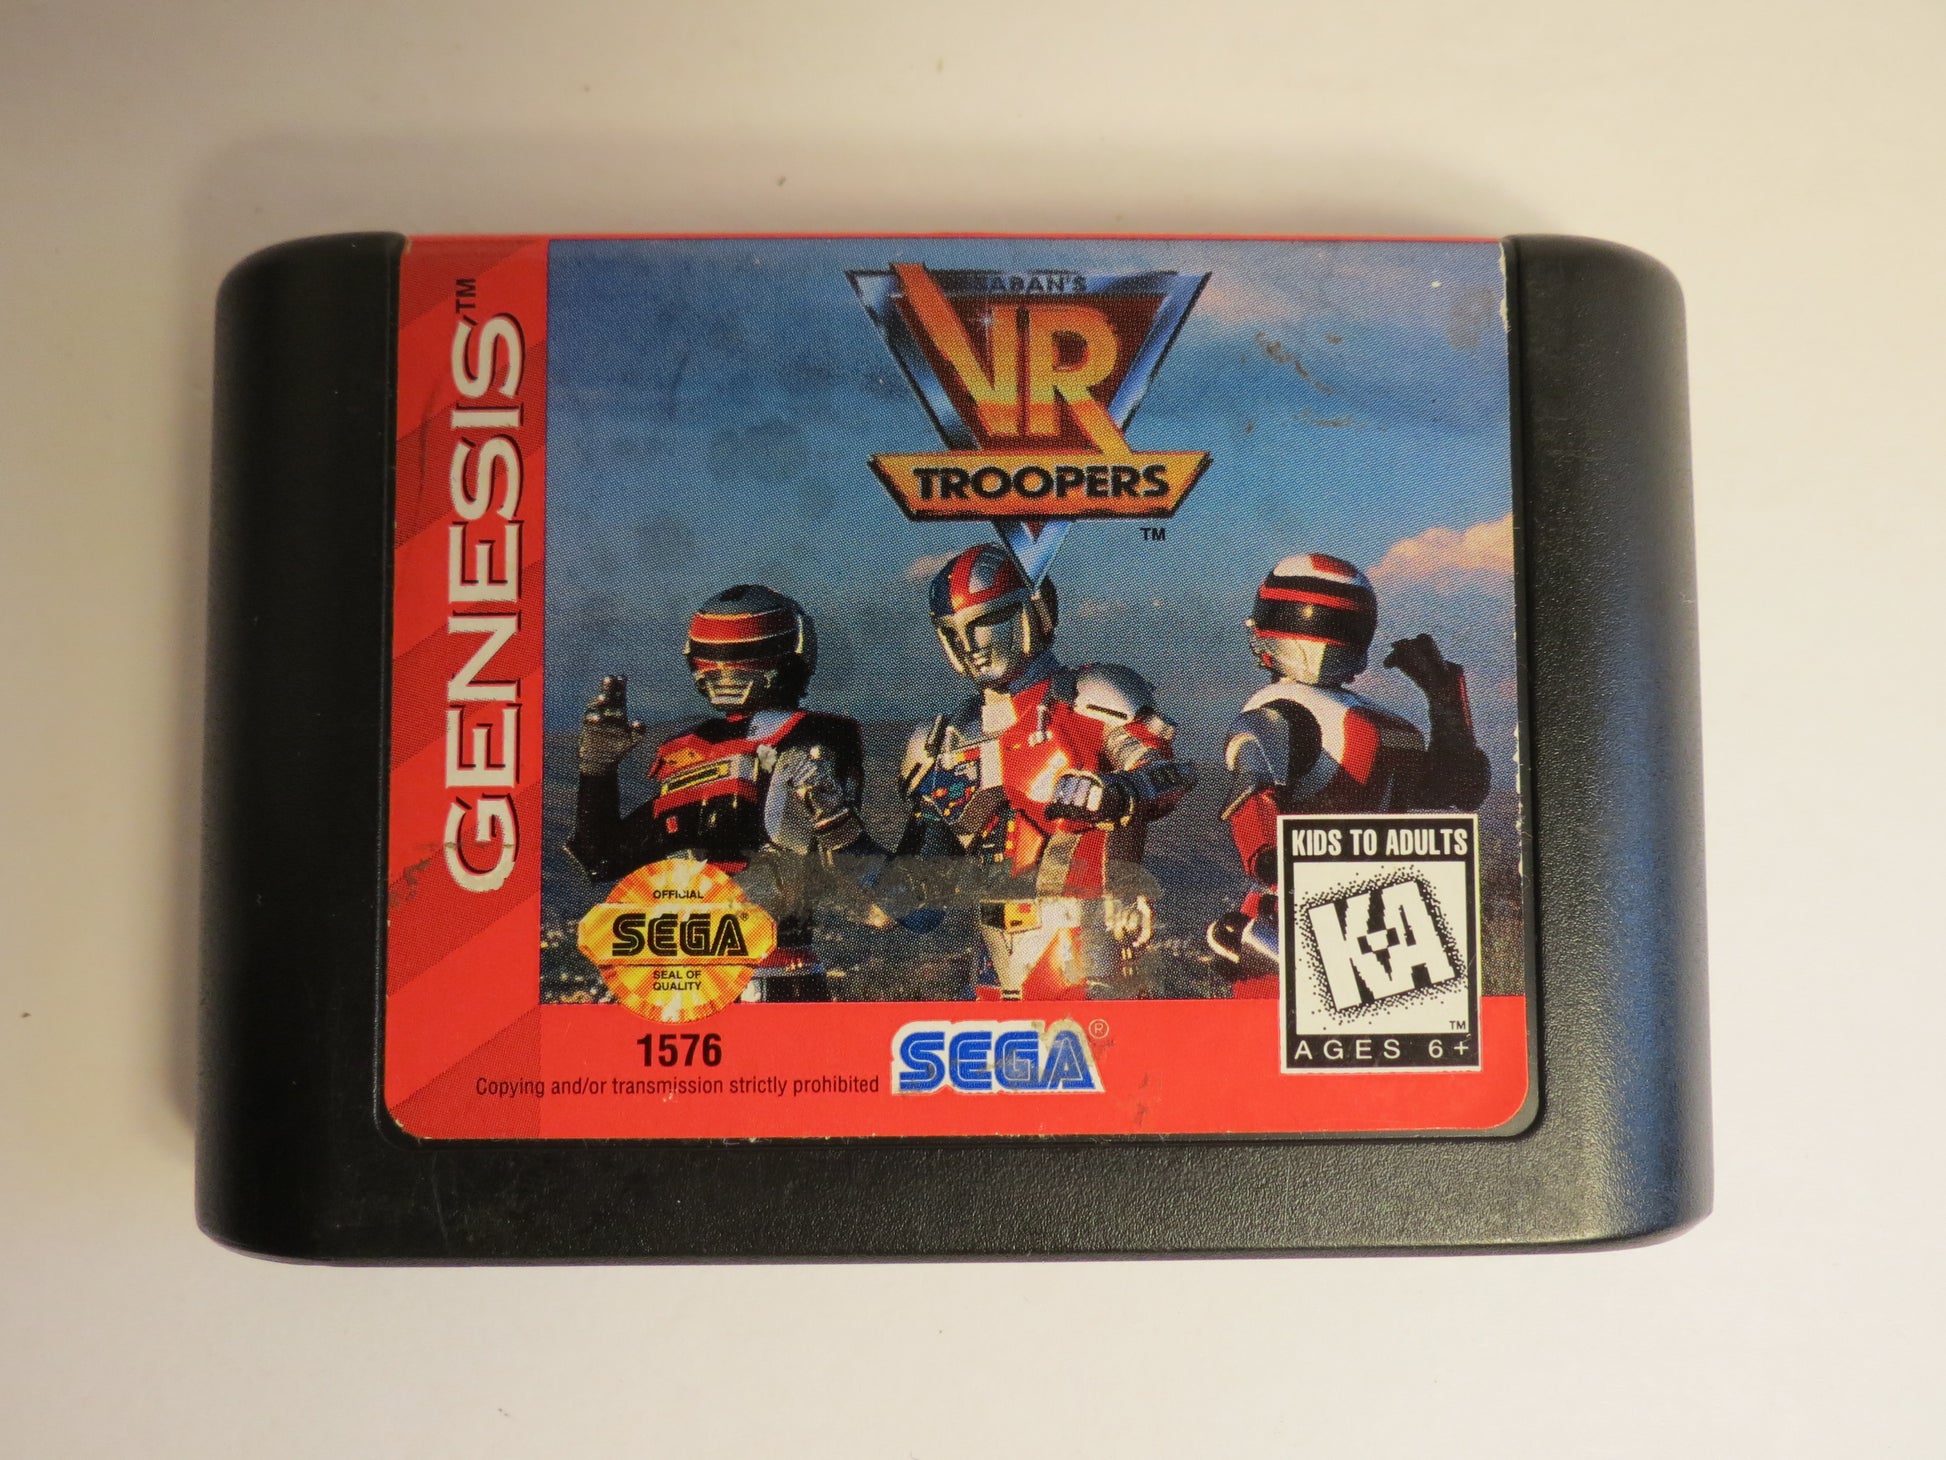 GENESIS™
SABAN'S
VR
TROOPERS
™
KIDS TO ADULTS
K-A
™
AGES 6+
OFFICIAL
SEGA®
SEAL OF
QUALITY
1576
Copying and/or transmission strictly prohibited
SEGA®